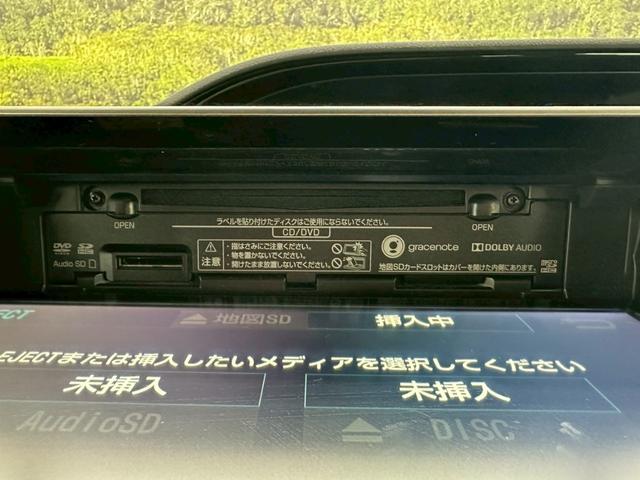 OPEN
ラベルを貼り付けたディスクはご使用にならないでください。
CD/DVD
OPEN
DVD
SD
Audio SD
注意
・指はさみにご注意ください。
・物を置かないでください。
・開けたまま放置しないでください。
gracenote
DOLBY AUDIO
地図SDカードスロットはカバーを開けた内側にあります。
ECT
地図SD
挿入中
EJECTまたは挿入したいメディアを選択してください
未挿入
未挿入
AudioSD
DISC